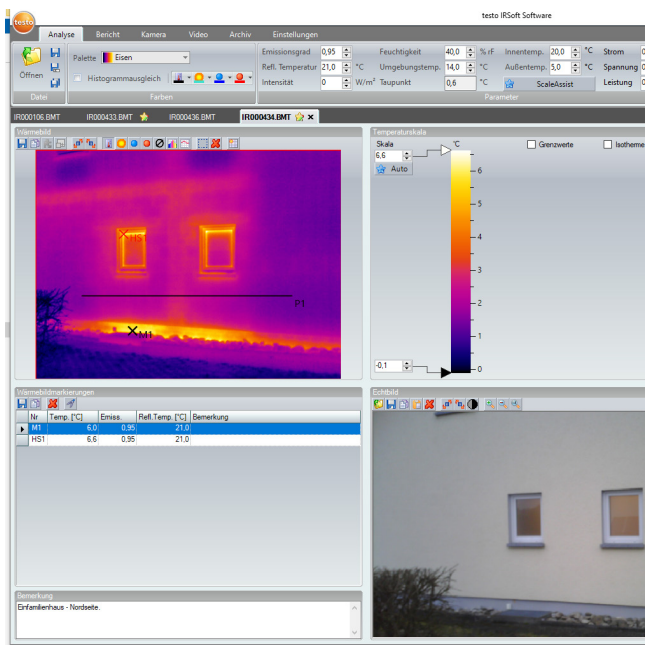 testo IRSoft Software
testo
Analyse Bericht Kamera Video Archiv Einstellungen
Öffnen
Palette Eisen
Histogrammausgleich
Datei
Farben
Emissionsgrad 0,95 Feuchtigkeit 40,0 % rF Innentemp. 20,0 °C Strom
Refl. Temperatur 21,0 °C Umgebungstemp. 14,0 °C Außentemp. 5,0 °C Spannung
Intensität 0 W/m² Taupunkt 0,6 °C ScaleAssist Leistung
Parameter
IR000106.BMT IR000433.BMT IR000436.BMT IR000434.BMT
Wärmebild
HS1
P1
M1
Temperaturskala
Skala
6,6
Auto
-0,1
°C
6
5
4
3
2
1
0
Grenzwerte
Isotherme
Wärmebildmarkierungen
Nr Temp. [°C] Emiss. Refl.Temp. [°C] Bemerkung
M1 6,0 0,95 21,0
HS1 6,6 0,95 21,0
Echtbild
Bemerkung
Einfamilienhaus - Nordseite.